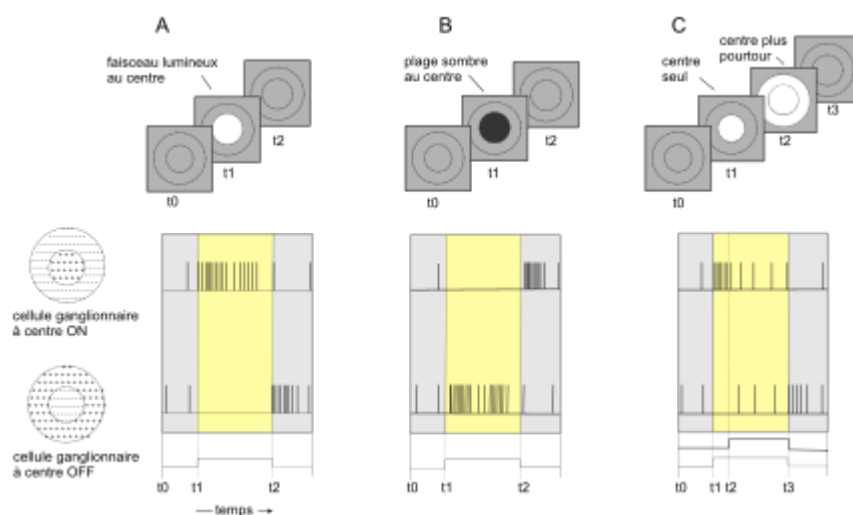 A
B
C
faisceau lumineux
au centre
plage sombre
au centre
centre plus
pourtour
centre
seul
t0
t1
t2
t0
t1
t2
t0
t1
t2
t3
cellule ganglionnaire
à centre ON
cellule ganglionnaire
à centre OFF
t0
t1
t2
temps
t0
t1
t2
t0
t1
t2
t3